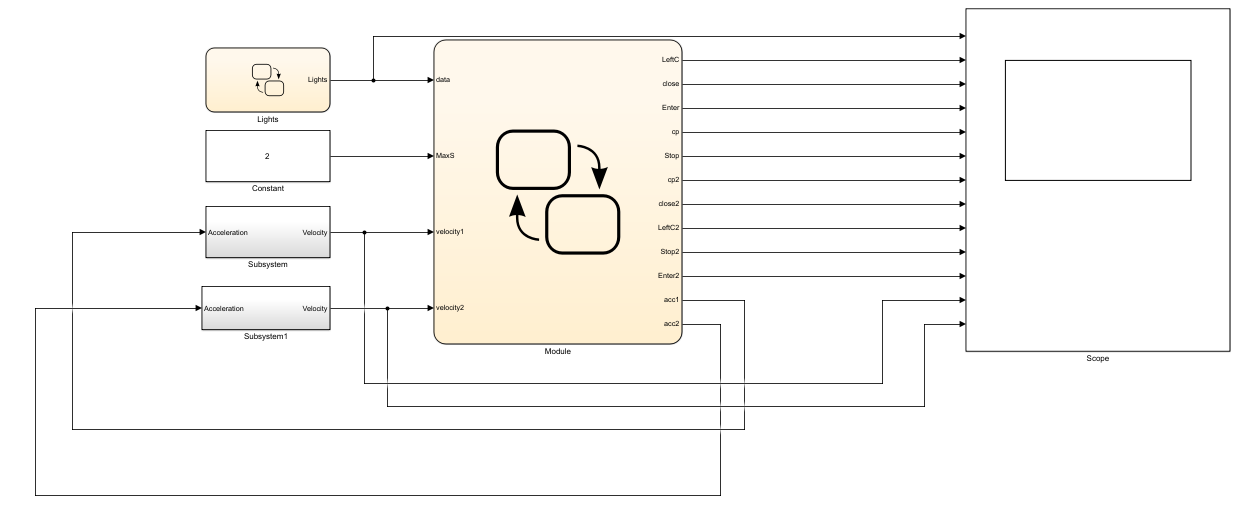 Lights
Lights
2
Constant
Acceleration
Velocity
Subsystem
Acceleration
Velocity
Subsystem1
data
MaxS
velocity1
velocity2
LeftC
close
Enter
cp
Stop
cp2
close2
LeftC2
Stop2
Enter2
acc1
acc2
Module
Scope